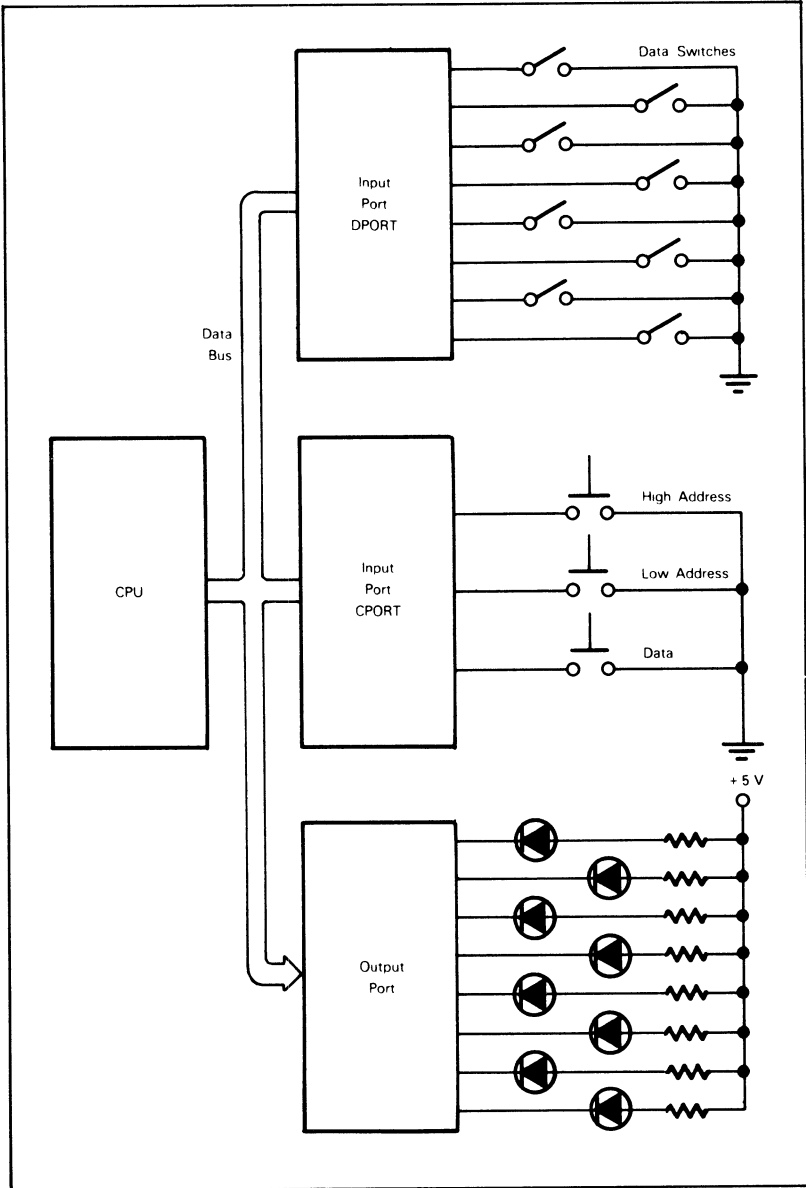 Data Switches
Input
Port
DPORT
Data
Bus
CPU
Input
Port
CPORT
High Address
Low Address
Data
+ 5 V
Output
Port